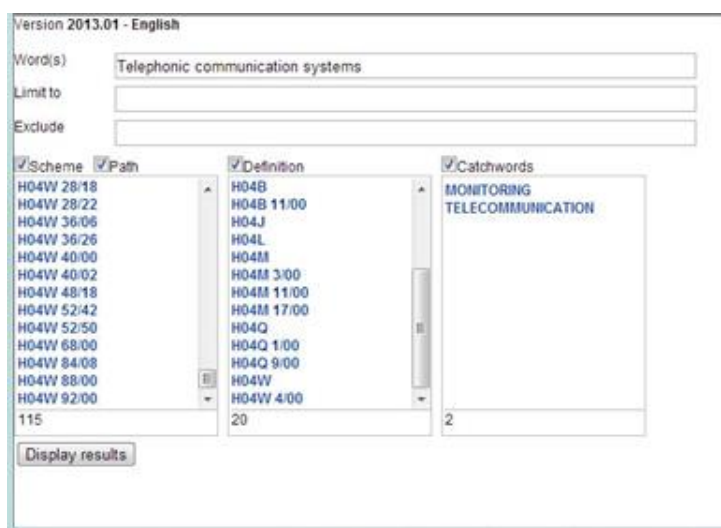 Version 2013.01 - English
Word(s)
Telephonic communication systems
Limit to
Exclude
Scheme Path
H04W 28/18
H04W 28/22
H04W 36/06
H04W 36/26
H04W 40/00
H04W 40/02
H04W 48/18
H04W 52/42
H04W 52/50
H04W 68/00
H04W 84/08
H04W 88/00
H04W 92/00
115
Definition
H04B
H04B 11/00
H04J
H04L
H04M
H04M 3/00
H04M 11/00
H04M 17/00
H04Q
H04Q 1/00
H04Q 9/00
H04W
H04W 4/00
20
Catchwords
MONITORING
TELECOMMUNICATION
2
Display results